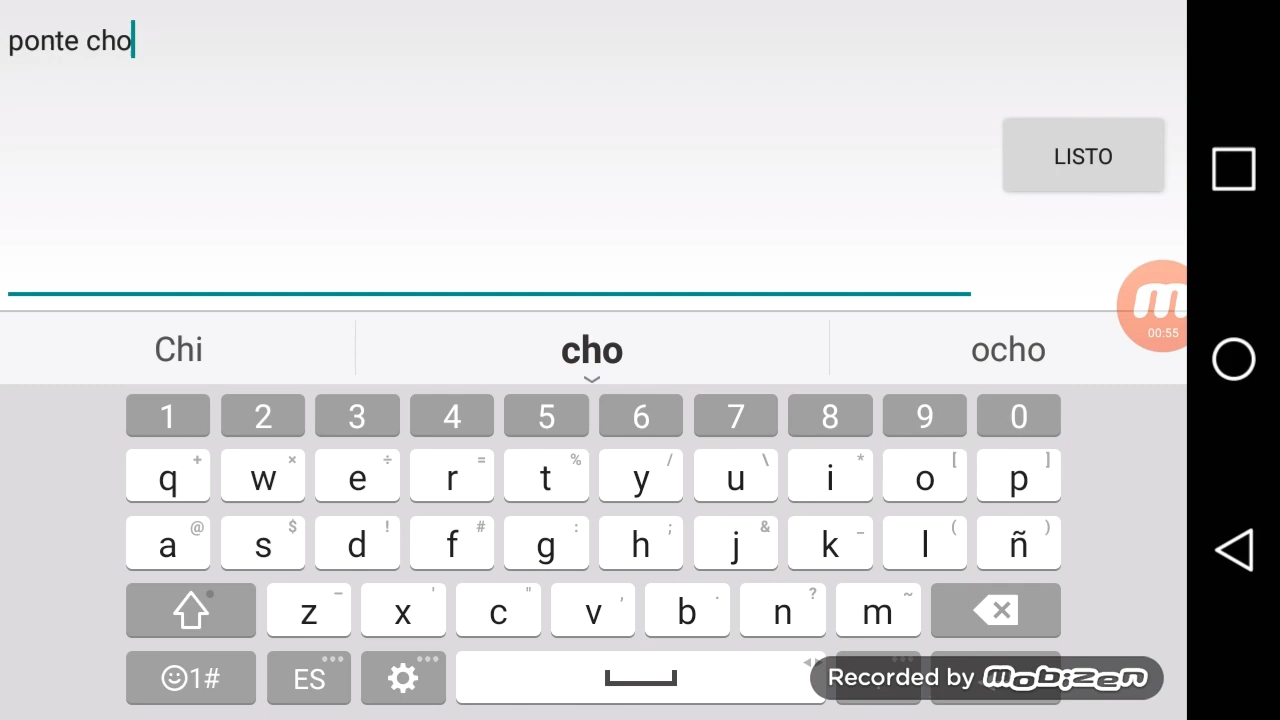 ponte cho
LISTO
00:55
Chi cho ocho
1 2 3 4 5 6 7 8 9 0
q + w × e ÷ r = t % y / u \ i * o [ p ]
a @ s $ d ! f # g : h ; j & k _ l ( ñ )
z – x ' c " v , b . n ? m ~
1# ES
Recorded by mobizen